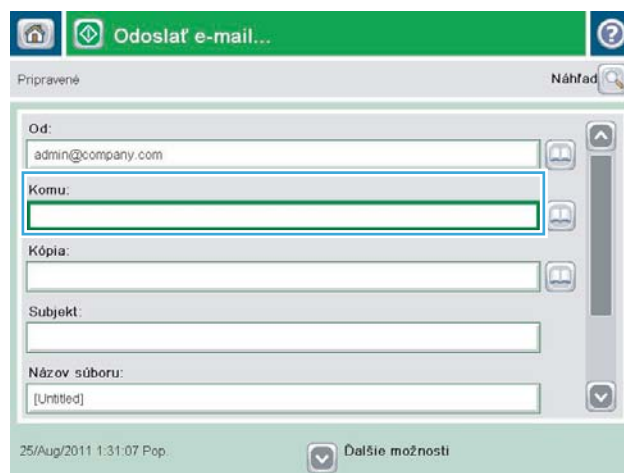 Odoslať e-mail...
?
Pripravené
Náhľad
Od:
admin@company.com
Komu:
Kópia:
Subjekt:
Názov súboru:
[Untitled]
25/Aug/2011 1:31:07 Pop.
Ďalšie možnosti